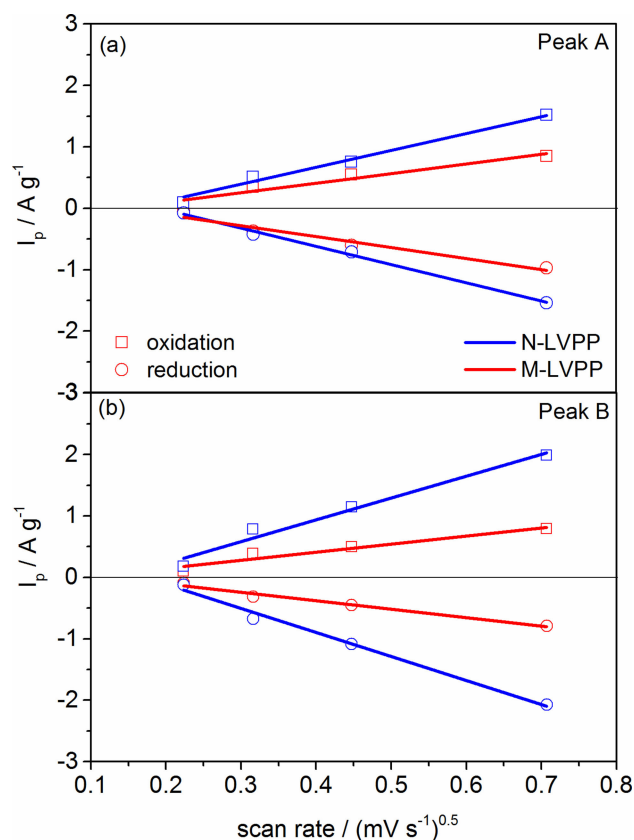 3
(a)
Peak A
2
1
0
-1
-2
-3
I_p / A g⁻¹
oxidation
reduction
N-LVPP
M-LVPP
(b)
Peak B
2
1
0
-1
-2
-3
I_p / A g⁻¹
0.1 0.2 0.3 0.4 0.5 0.6 0.7 0.8
scan rate / (mV s⁻¹)⁰·⁵